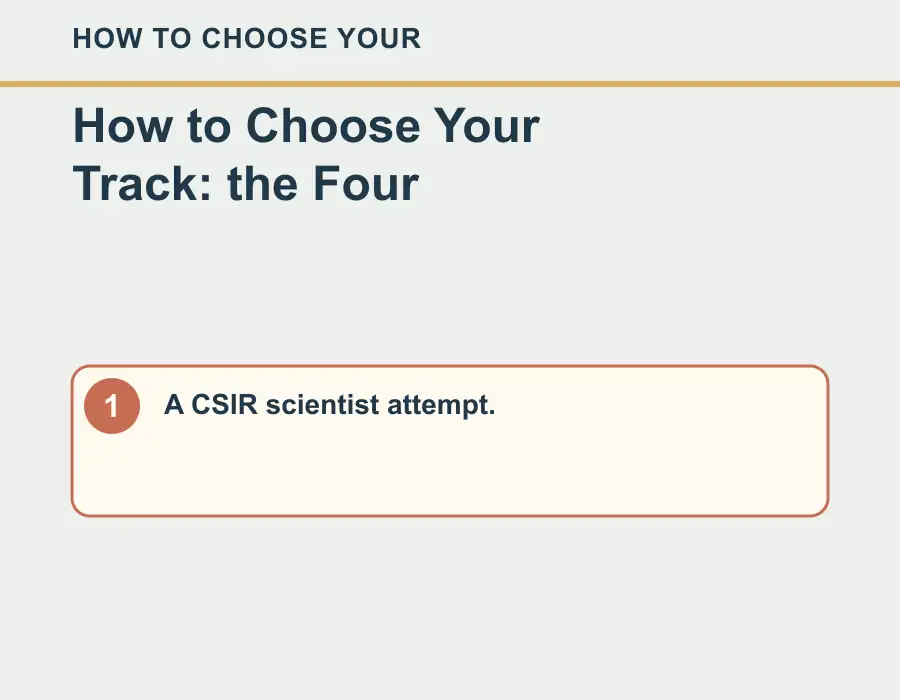 HOW TO CHOOSE YOUR
How to Choose Your
Track: the Four
1
A CSIR scientist attempt.